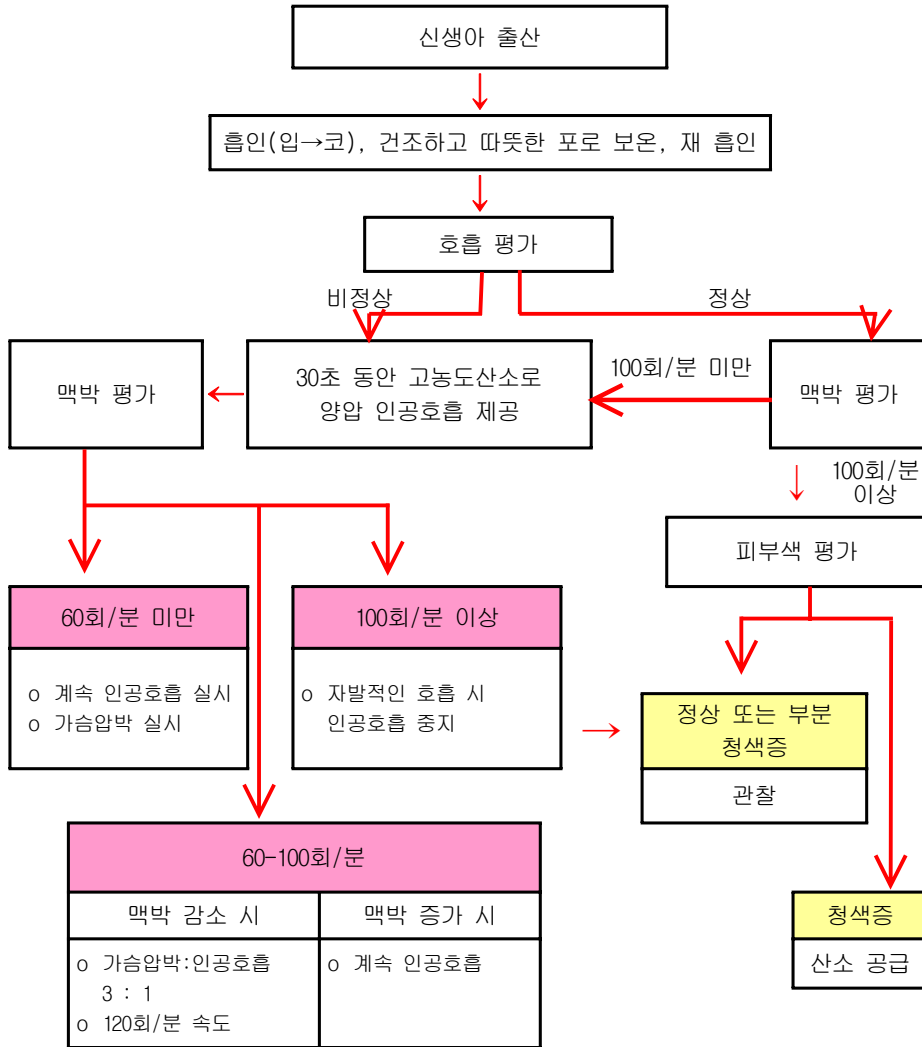 신생아 출산
흡인(입→코), 건조하고 따뜻한 포로 보온, 재 흡인
호흡 평가
비정상
정상
맥박 평가
30초 동안 고농도산소로
양압 인공호흡 제공
100회/분 미만
맥박 평가
100회/분
이상
피부색 평가
60회/분 미만
o 계속 인공호흡 실시
o 가슴압박 실시
100회/분 이상
o 자발적인 호흡 시
인공호흡 중지
정상 또는 부분
청색증
관찰
60-100회/분
맥박 감소 시
맥박 증가 시
o 가슴압박:인공호흡
3 : 1
o 120회/분 속도
o 계속 인공호흡
청색증
산소 공급